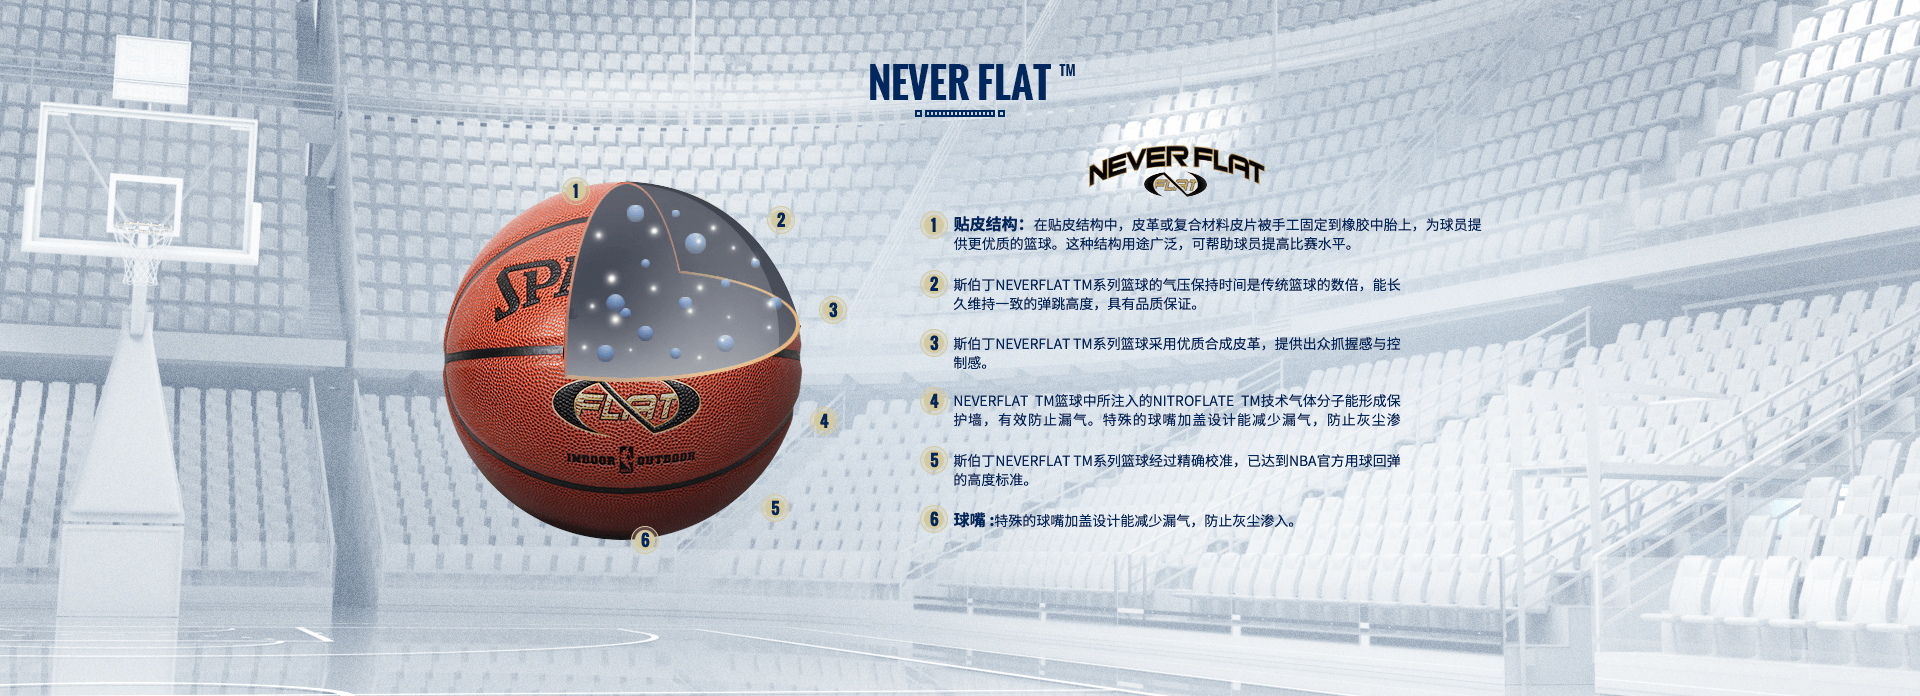 NEVER FLAT TM
NEVER FLAT
FLAT
1
2
3
4
5
6
SP
FLAT
INDOOR OUTDOOR
1 贴皮结构：在贴皮结构中，皮革或复合材料皮片被手工固定到橡胶中胎上，为球员提
供更优质的篮球。这种结构用途广泛，可帮助球员提高比赛水平。
2 斯伯丁NEVERFLAT TM系列篮球的气压保持时间是传统篮球的数倍，能长
久维持一致的弹跳高度，具有品质保证。
3 斯伯丁NEVERFLAT TM系列篮球采用优质合成皮革，提供出众抓握感与控
制感。
4 NEVERFLAT TM篮球中所注入的NITROFLATE TM技术气体分子能形成保
护墙，有效防止漏气。特殊的球嘴加盖设计能减少漏气，防止灰尘渗
5 斯伯丁NEVERFLAT TM系列篮球经过精确校准，已达到NBA官方用球回弹
的高度标准。
6 球嘴 :特殊的球嘴加盖设计能减少漏气，防止灰尘渗入。